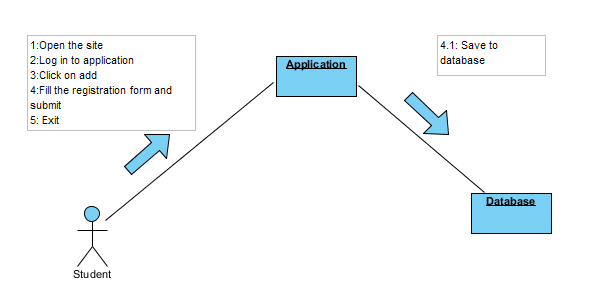 1:Open the site
2:Log in to application
3:Click on add
4:Fill the registration form and
submit
5: Exit
Application
4.1: Save to
database
Database
Student